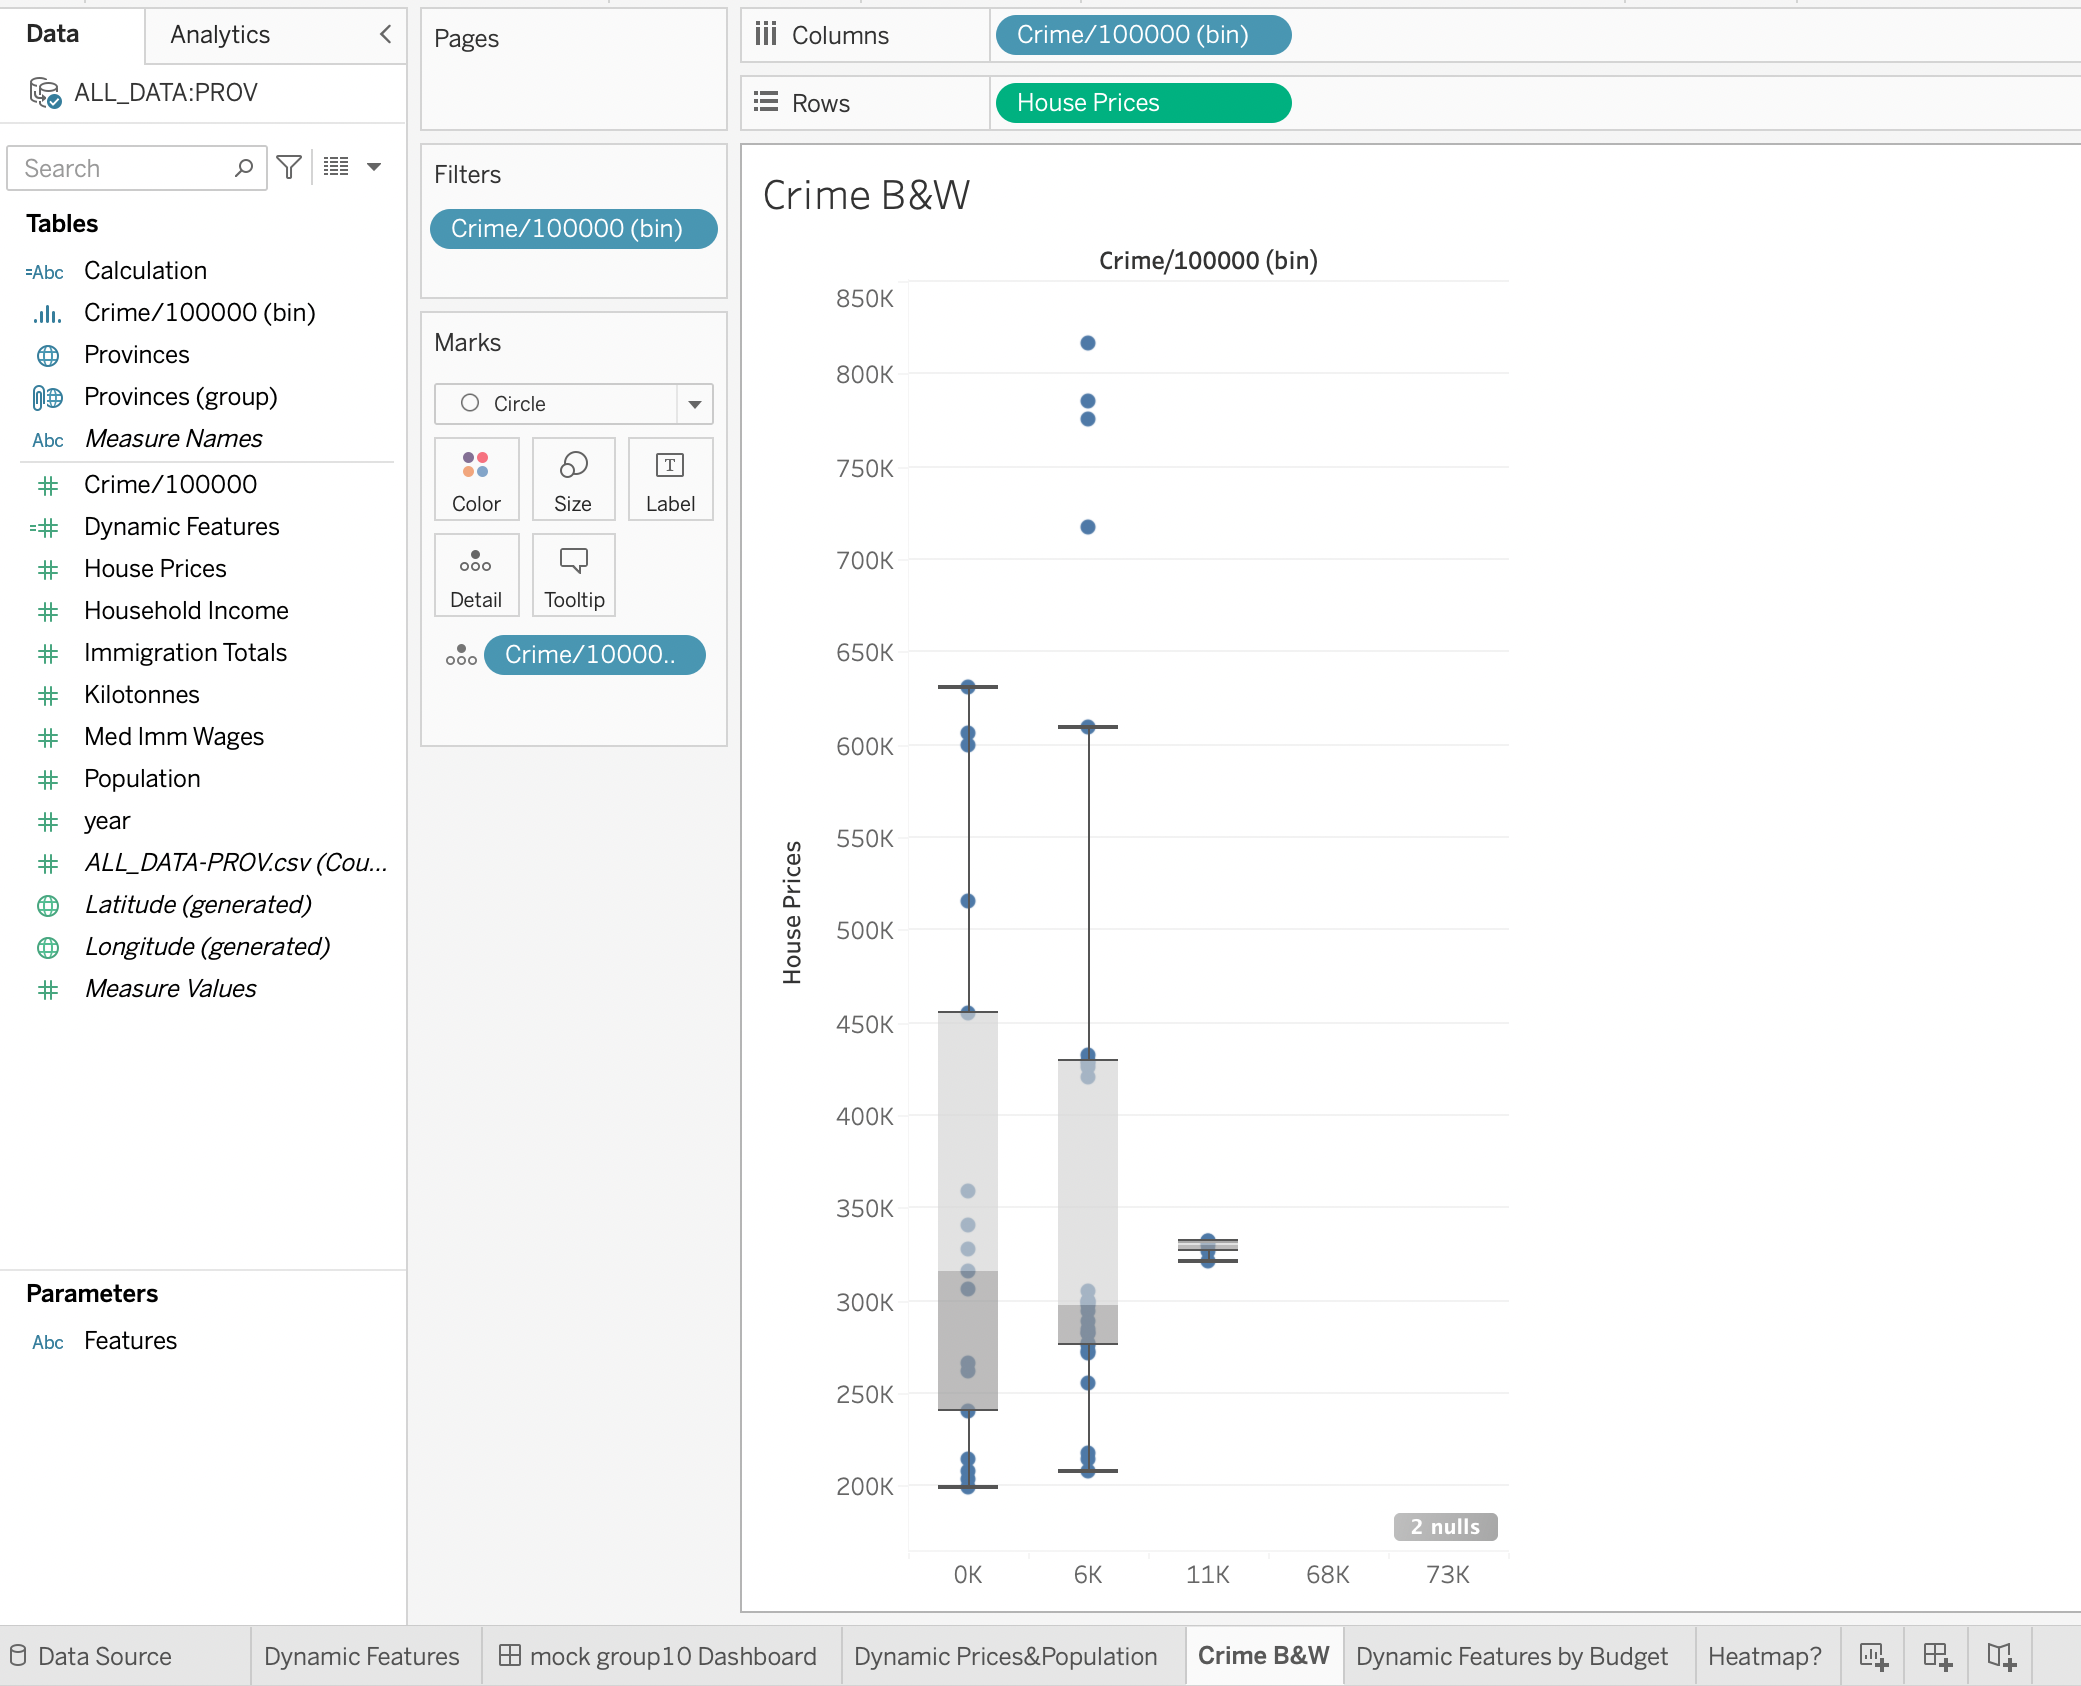 Data
Analytics
ALL_DATA:PROV
Search
Tables
=Abc Calculation
Crime/100000 (bin)
Provinces
Provinces (group)
Abc Measure Names
Crime/100000
Dynamic Features
House Prices
Household Income
Immigration Totals
Kilotonnes
Med Imm Wages
Population
year
ALL_DATA-PROV.csv (Cou...
Latitude (generated)
Longitude (generated)
Measure Values
Parameters
Abc Features
Pages
Filters
Crime/100000 (bin)
Marks
Circle
Color Size Label
Detail Tooltip
Crime/10000..
Columns Crime/100000 (bin)
Rows House Prices
Crime B&W
Crime/100000 (bin)
House Prices
850K
800K
750K
700K
650K
600K
550K
500K
450K
400K
350K
300K
250K
200K
2 nulls
0K 6K 11K 68K 73K
Data Source Dynamic Features mock group10 Dashboard Dynamic Prices&Population Crime B&W Dynamic Features by Budget Heatmap?